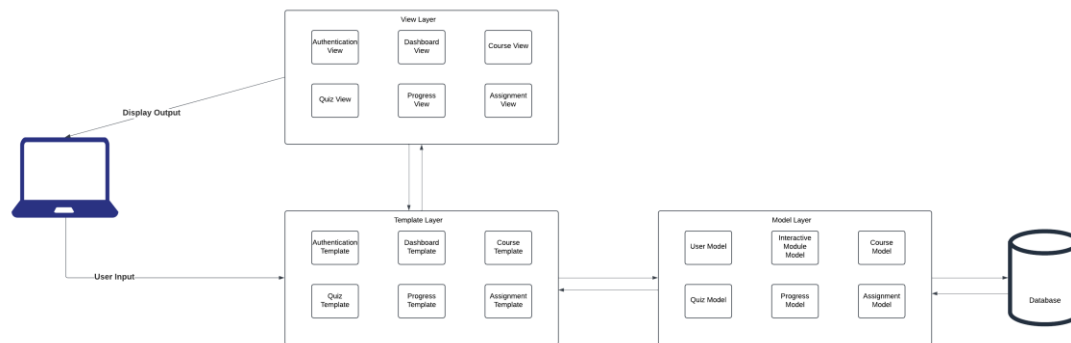 View Layer
Authentication
View
Dashboard
View
Course View
Quiz View
Progress
View
Assignment
View
Display Output
User Input
Template Layer
Authentication
Template
Dashboard
Template
Course
Template
Quiz
Template
Progress
Template
Assignment
Template
Model Layer
User Model
Interactive
Module
Model
Course
Model
Quiz Model
Progress
Model
Assignment
Model
Database